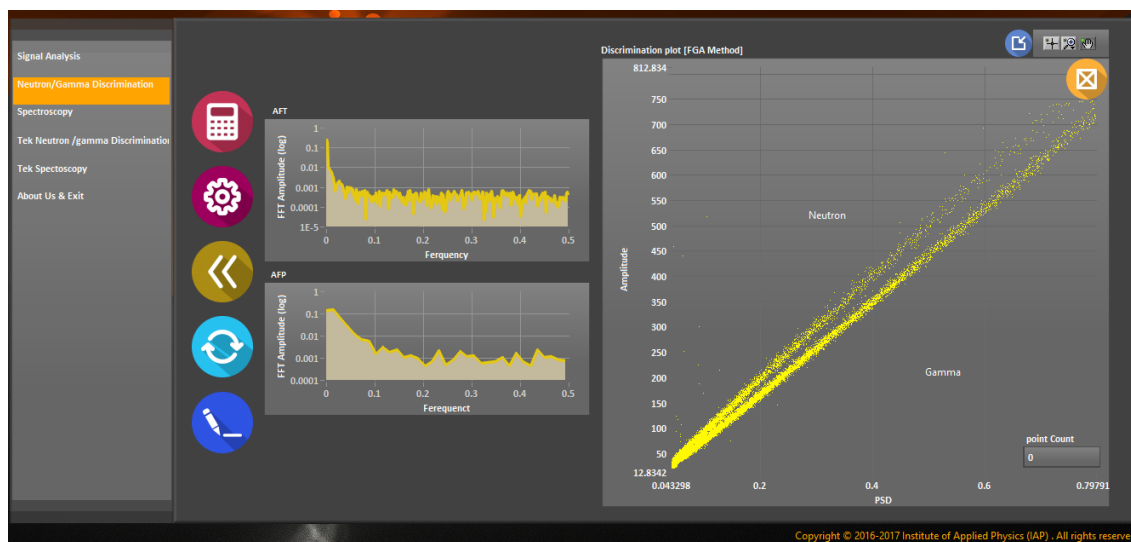 Signal Analysis
Neutron/Gamma Discrimination
Spectroscopy
Tek Neutron /gamma Discrimination
Tek Spectoscopy
About Us & Exit
AFT
FFT Amplitude (log)
1
0.1
0.01
0.001
0.0001
1E-5
0 0.1 0.2 0.3 0.4 0.5
Ferquency
AFP
FFT Amplitude (log)
1
0.1
0.01
0.001
0.0001
0 0.1 0.2 0.3 0.4 0.5
Ferequenct
Discrimination plot [FGA Method]
812.834
750
700
650
600
550
500
450
400
350
300
250
200
150
100
50
12.8342
Amplitude
Neutron
Gamma
point Count
0
0.043298 0.2 0.4 0.6 0.79791
PSD
Copyright © 2016-2017 Institute of Applied Physics (IAP) . All rights reserve